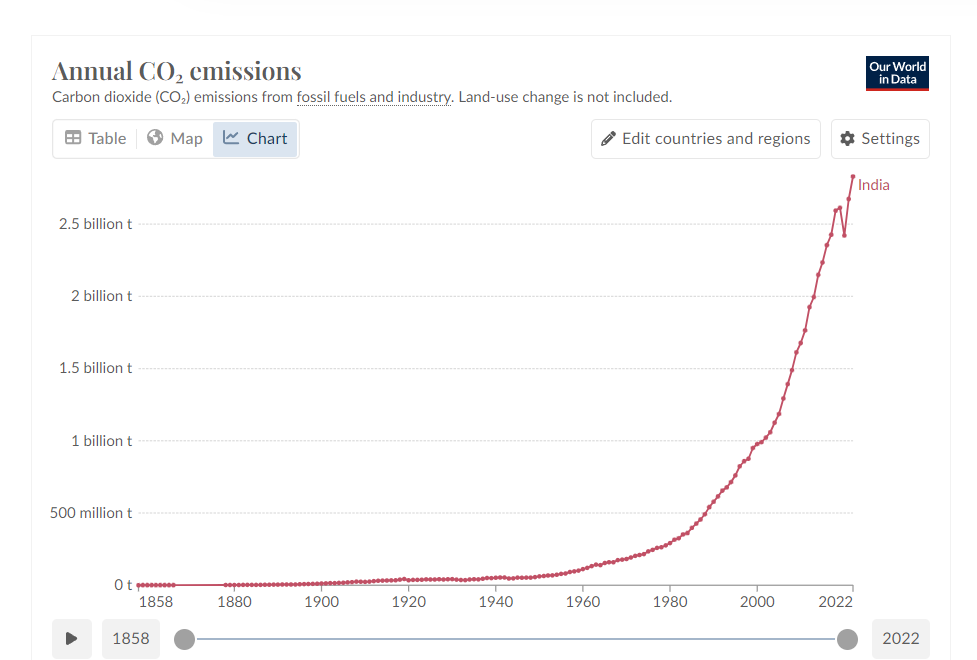 Annual CO₂ emissions
Our World
in Data
Carbon dioxide (CO₂) emissions from fossil fuels and industry. Land-use change is not included.
Table Map Chart Edit countries and regions Settings
India
2.5 billion t
2 billion t
1.5 billion t
1 billion t
500 million t
0 t
1858 1880 1900 1920 1940 1960 1980 2000 2022
1858 2022